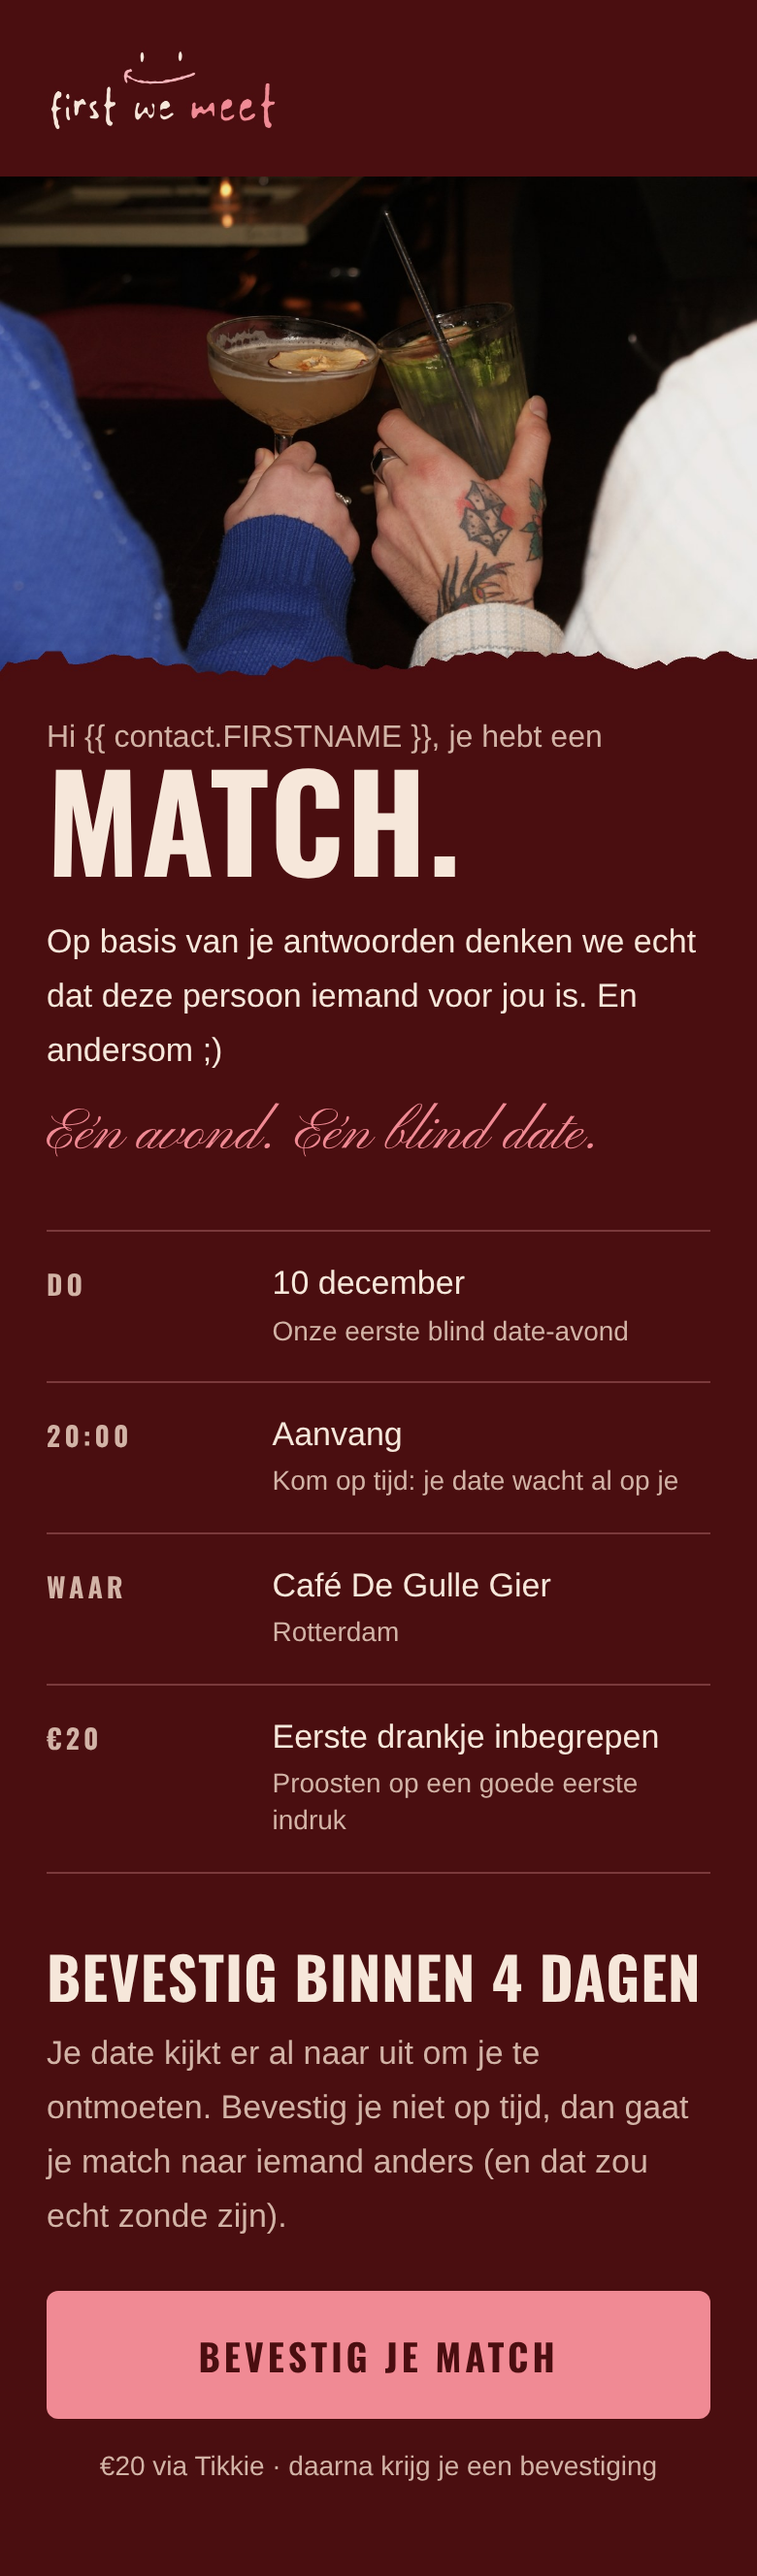 first we meet
Hi {{ contact.FIRSTNAME }}, je hebt een
MATCH.
Op basis van je antwoorden denken we echt
dat deze persoon iemand voor jou is. En
andersom ;)
Eén avond. Eén blind date.
DO
10 december
Onze eerste blind date-avond
20:00
Aanvang
Kom op tijd: je date wacht al op je
WAAR
Café De Gulle Gier
Rotterdam
€20
Eerste drankje inbegrepen
Proosten op een goede eerste
indruk
BEVESTIG BINNEN 4 DAGEN
Je date kijkt er al naar uit om je te
ontmoeten. Bevestig je niet op tijd, dan gaat
je match naar iemand anders (en dat zou
echt zonde zijn).
BEVESTIG JE MATCH
€20 via Tikkie · daarna krijg je een bevestiging